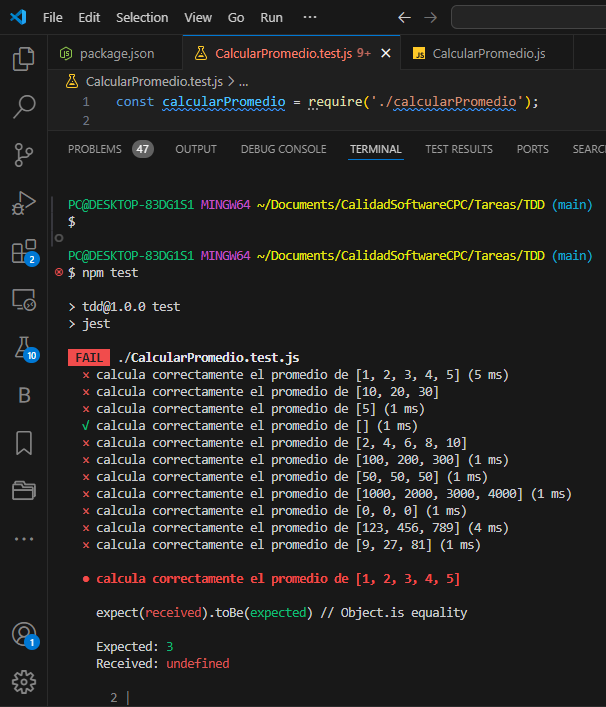 File Edit Selection View Go Run ···
package.json CalcularPromedio.test.js 9+ CalcularPromedio.js
CalcularPromedio.test.js > ...
1 const calcularPromedio = require('./calcularPromedio');
2
PROBLEMS 47 OUTPUT DEBUG CONSOLE TERMINAL TEST RESULTS PORTS SEARC
PC@DESKTOP-83DG1S1 MINGW64 ~/Documents/CalidadSoftwareCPC/Tareas/TDD (main)
$
PC@DESKTOP-83DG1S1 MINGW64 ~/Documents/CalidadSoftwareCPC/Tareas/TDD (main)
$ npm test
> tdd@1.0.0 test
> jest
FAIL ./CalcularPromedio.test.js
× calcula correctamente el promedio de [1, 2, 3, 4, 5] (5 ms)
× calcula correctamente el promedio de [10, 20, 30]
× calcula correctamente el promedio de [5] (1 ms)
√ calcula correctamente el promedio de [] (1 ms)
× calcula correctamente el promedio de [2, 4, 6, 8, 10]
× calcula correctamente el promedio de [100, 200, 300] (1 ms)
× calcula correctamente el promedio de [50, 50, 50] (1 ms)
× calcula correctamente el promedio de [1000, 2000, 3000, 4000] (1 ms)
× calcula correctamente el promedio de [0, 0, 0] (1 ms)
× calcula correctamente el promedio de [123, 456, 789] (4 ms)
× calcula correctamente el promedio de [9, 27, 81] (1 ms)
● calcula correctamente el promedio de [1, 2, 3, 4, 5]
expect(received).toBe(expected) // Object.is equality
Expected: 3
Received: undefined
2 |
2
10
B
1